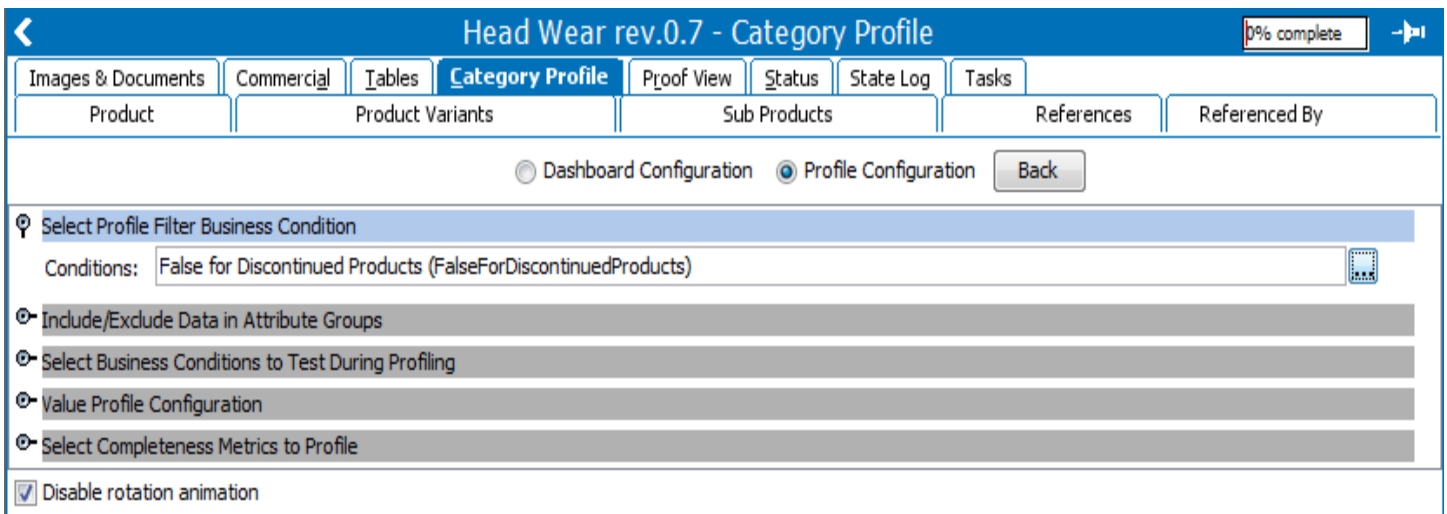 Head Wear rev.0.7 - Category Profile
0% complete
Images & Documents Commercial Tables Category Profile Proof View Status State Log Tasks
Product Product Variants Sub Products References Referenced By
Dashboard Configuration Profile Configuration Back
Select Profile Filter Business Condition
Conditions: False for Discontinued Products (FalseForDiscontinuedProducts) ...
Include/Exclude Data in Attribute Groups
Select Business Conditions to Test During Profiling
Value Profile Configuration
Select Completeness Metrics to Profile
Disable rotation animation